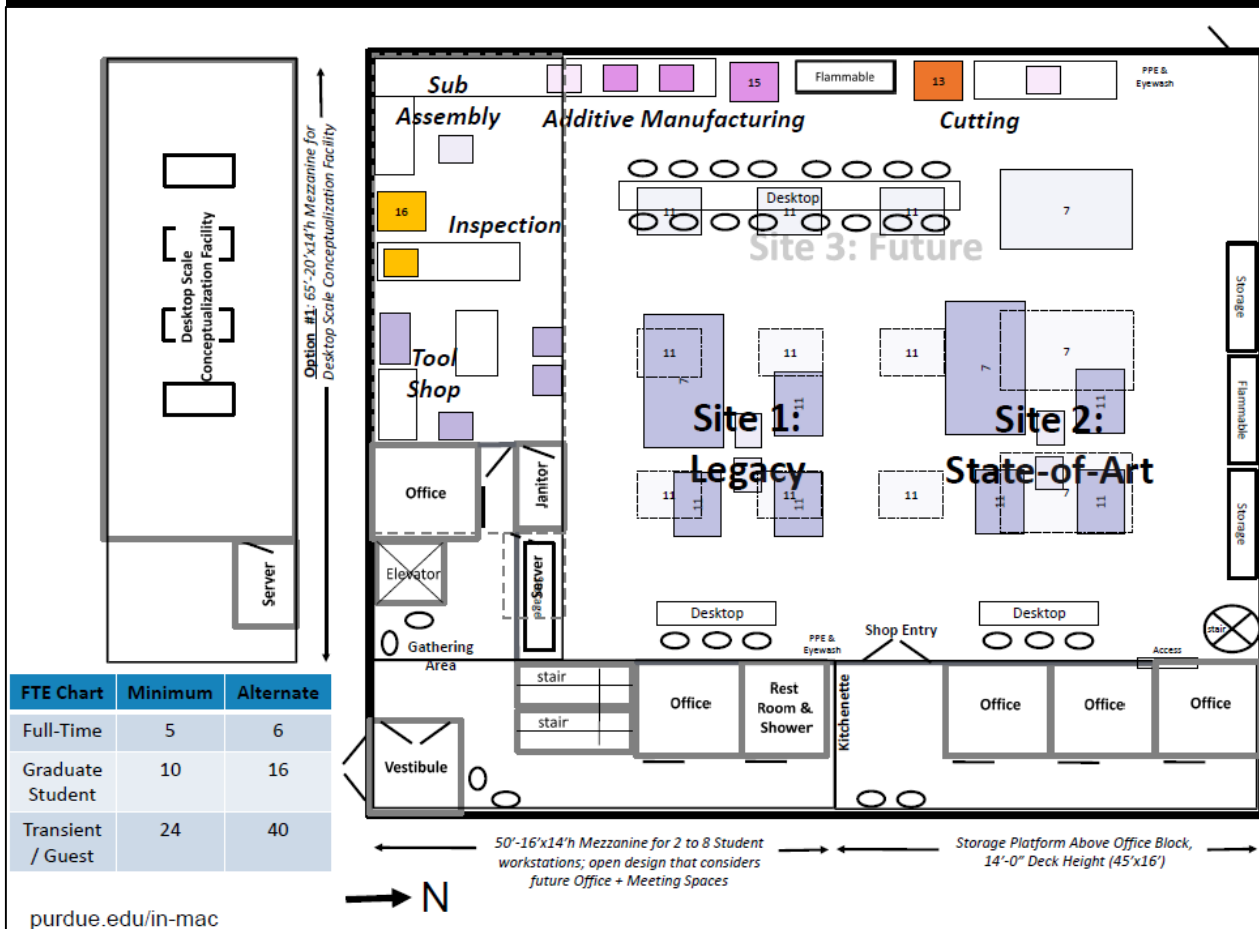 Sub
Assembly
15
Flammable
13
PPE &
Eyewash
Additive Manufacturing
Cutting
Desktop
16
11
11
11
7
Inspection
Site 3: Future
Desktop Scale
Conceptualization Facility
Option #1: 65'-20'x14'h Mezzanine for
Desktop Scale Conceptualization Facility
Storage
Tool
Shop
11
7
11
11
11
7
7
11
Site 1:
Legacy
Site 2:
State-of-Art
Flammable
11
11
11
11
11
11
7
11
Storage
Office
Janitor
Server
Elevator
Server
Gathering
Area
Desktop
Desktop
PPE &
Eyewash
Shop Entry
stair
Access
stair
stair
Office
Rest
Room &
Shower
Kitchenette
Office
Office
Office
Vestibule
FTE Chart Minimum Alternate
Full-Time 5 6
Graduate
Student 10 16
Transient
/ Guest 24 40
50'-16'x14'h Mezzanine for 2 to 8 Student
workstations; open design that considers
future Office + Meeting Spaces
Storage Platform Above Office Block,
14'-0" Deck Height (45'x16')
N
purdue.edu/in-mac